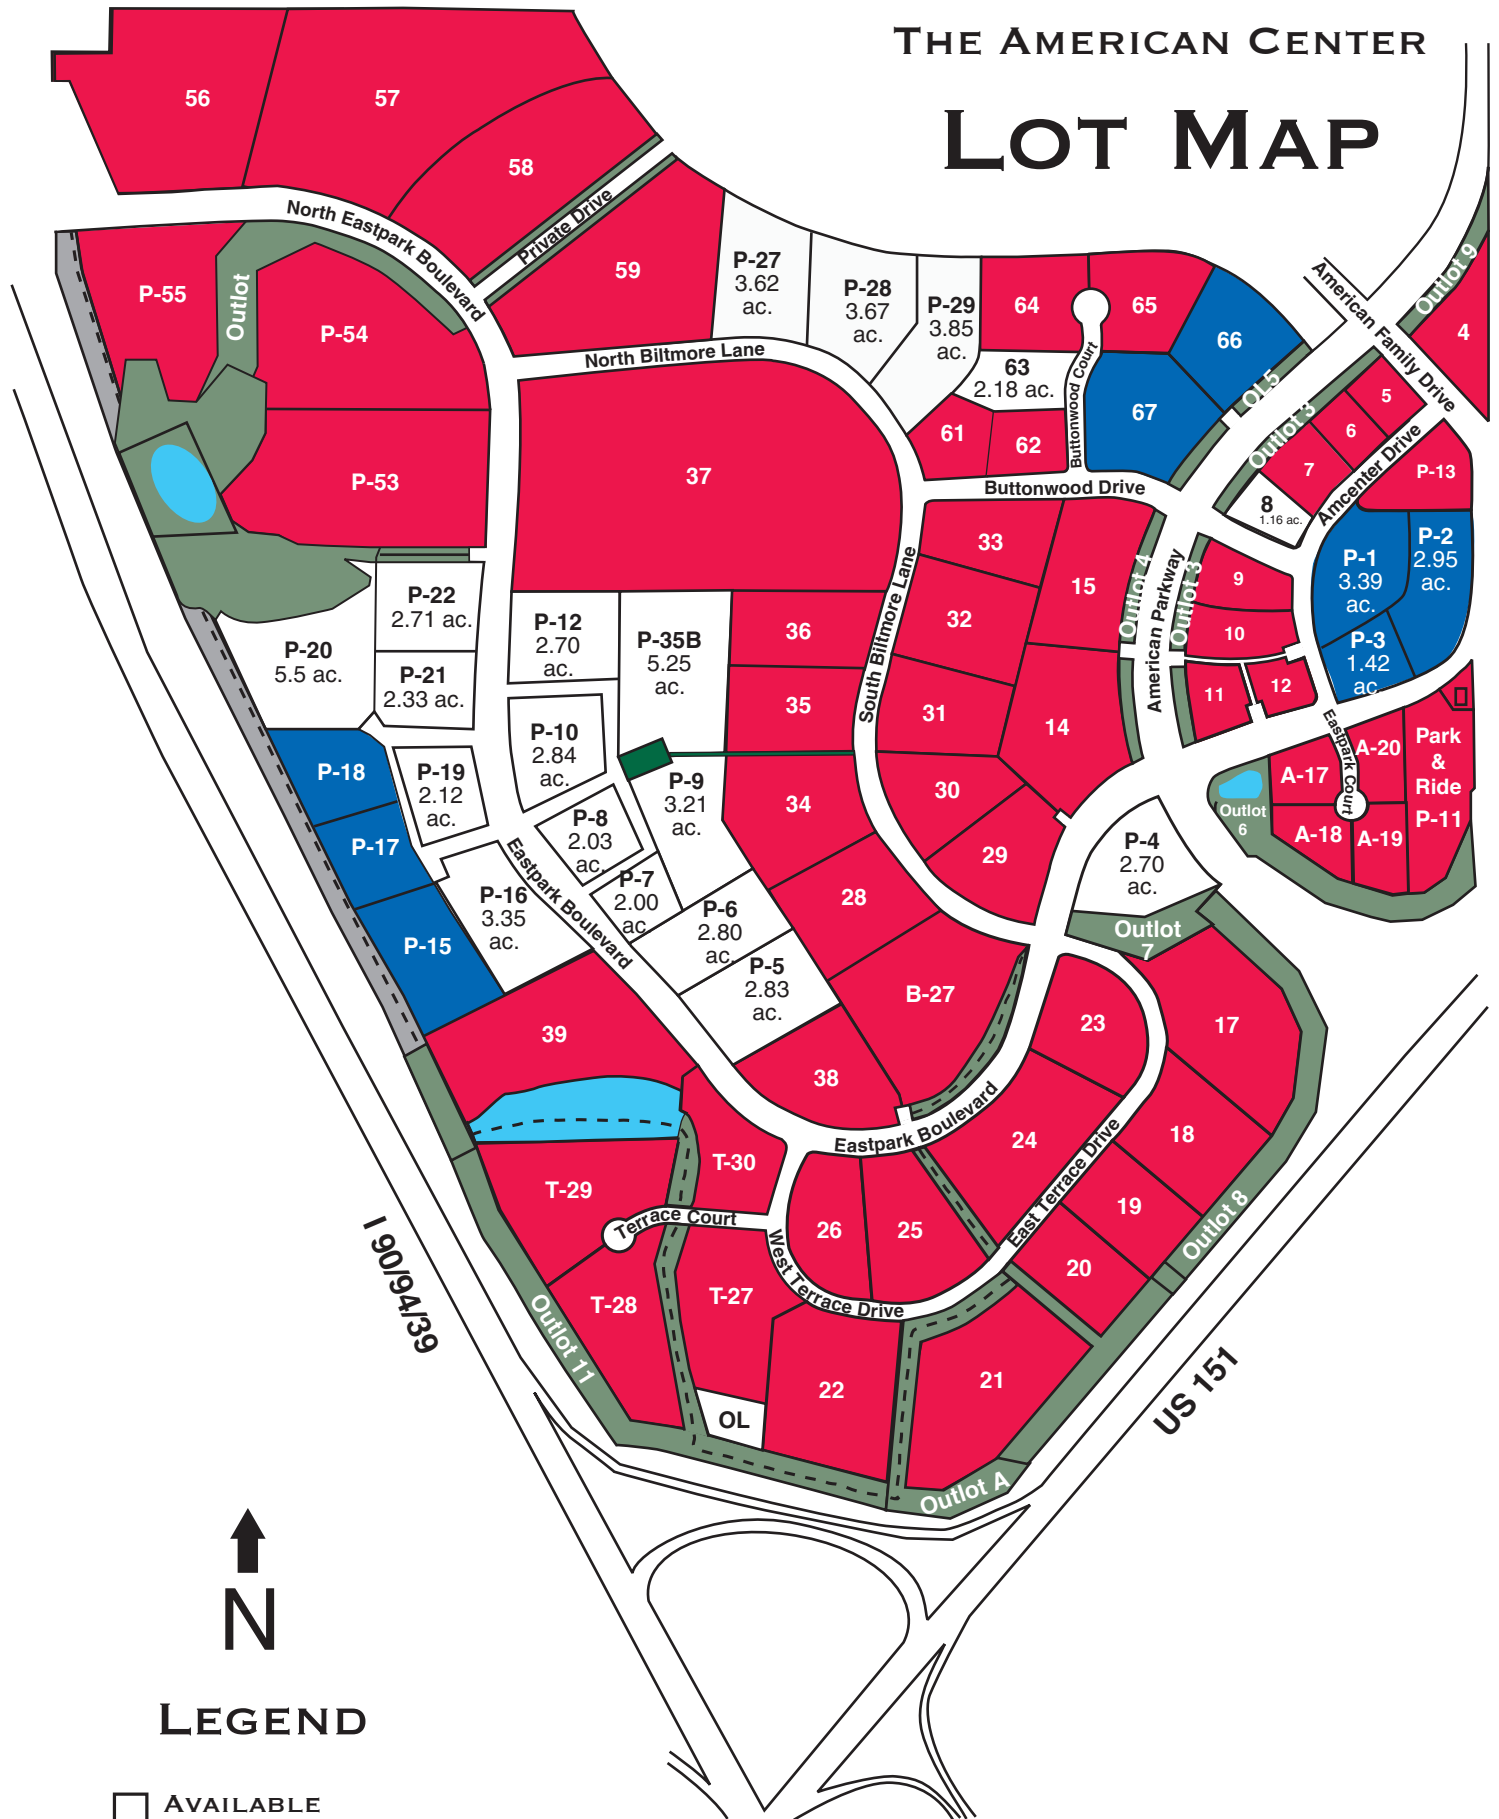 THE AMERICAN CENTER
LOT MAP
56
57
58
Private Drive
North Eastpark Boulevard
59
P-27
3.62
ac.
P-28
3.67
ac.
P-29
3.85
ac.
64
65
66
67
63
2.18 ac.
61
62
Buttonwood Court
Buttonwood Drive
OL5
Outlot 3
American Family Drive
Outlot 9
4
5
6
7
8
1.16 ac.
Amcenter Drive
P-13
P-1
3.39
ac.
P-2
2.95
ac.
P-3
1.42
ac.
P-55
Outlot
P-54
P-53
North Biltmore Lane
37
33
32
31
30
29
15
14
Outlot 4
American Parkway
Outlot 3
9
10
11
12
South Biltmore Lane
P-22
2.71 ac.
P-20
5.5 ac.
P-21
2.33 ac.
P-12
2.70
ac.
P-35B
5.25
ac.
36
35
34
P-10
2.84
ac.
P-9
3.21
ac.
P-8
2.03
ac.
P-7
2.00
ac.
P-6
2.80
ac.
P-5
2.83
ac.
P-18
P-17
P-15
P-19
2.12
ac.
P-16
3.35
ac.
Eastpark Boulevard
28
B-27
38
39
P-4
2.70
ac.
Outlot
7
Outlot
6
Eastpark Court
A-17
A-18
A-19
A-20
Park
&
Ride
P-11
17
18
19
20
21
22
23
24
25
26
Eastpark Boulevard
East Terrace Drive
West Terrace Drive
Terrace Court
T-30
T-29
T-28
T-27
OL
Outlot 8
Outlot 11
Outlot A
I 90/94/39
US 151
N
LEGEND
AVAILABLE